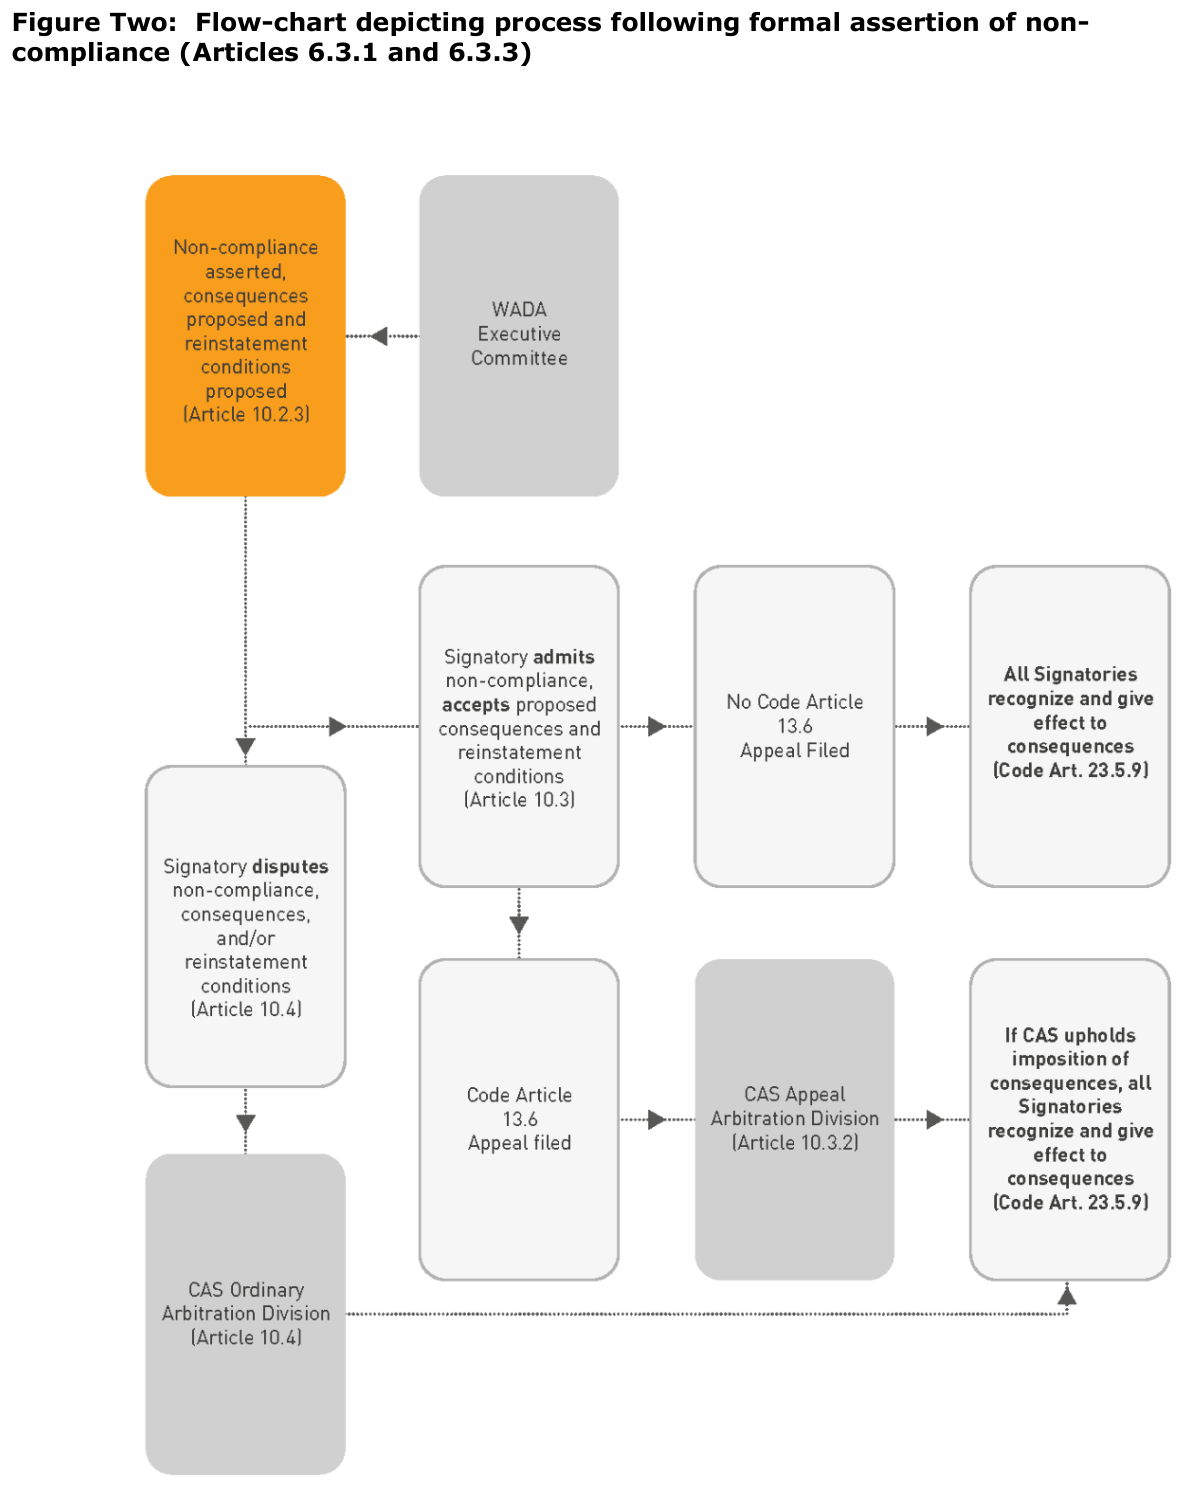 Figure Two:  Flow-chart depicting process following formal assertion of non-
compliance (Articles 6.3.1 and 6.3.3)
Non-compliance
asserted,
consequences
proposed and
reinstatement
conditions
proposed
(Article 10.2.3)
WADA
Executive
Committee
Signatory admits
non-compliance,
accepts proposed
consequences and
reinstatement
conditions
(Article 10.3)
No Code Article
13.6
Appeal Filed
All Signatories
recognize and give
effect to
consequences
(Code Art. 23.5.9)
Signatory disputes
non-compliance,
consequences,
and/or
reinstatement
conditions
(Article 10.4)
Code Article
13.6
Appeal filed
CAS Appeal
Arbitration Division
(Article 10.3.2)
If CAS upholds
imposition of
consequences, all
Signatories
recognize and give
effect to
consequences
(Code Art. 23.5.9)
CAS Ordinary
Arbitration Division
(Article 10.4)